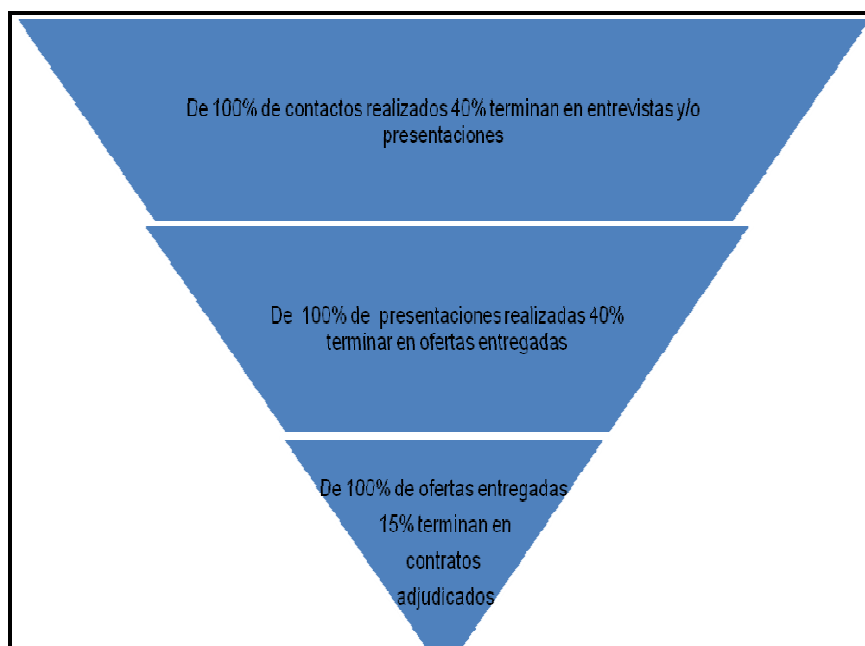 De 100% de contactos realizados 40% terminan en entrevistas y/o
presentaciones
De 100% de presentaciones realizadas 40%
terminar en ofertas entregadas
De 100% de ofertas entregadas
15% terminan en
contratos
adjudicados